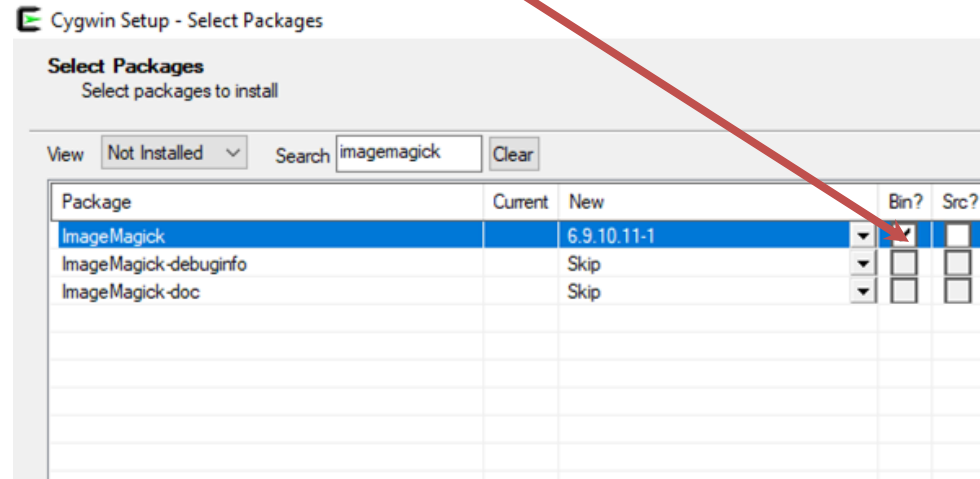 Cygwin Setup - Select Packages
Select Packages
Select packages to install
View Not Installed Search imagemagick Clear
Package Current New Bin? Src?
ImageMagick 6.9.10.11-1
ImageMagick-debuginfo Skip
ImageMagick-doc Skip